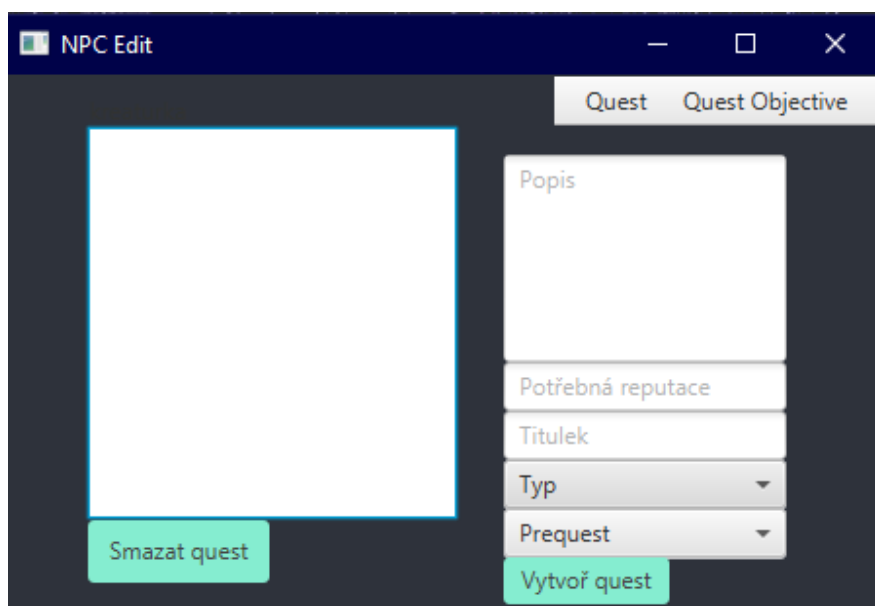 NPC Edit
Quest Quest Objective
Popis
Potřebná reputace
Titulek
Typ
Prequest
Smazat quest
Vytvoř quest